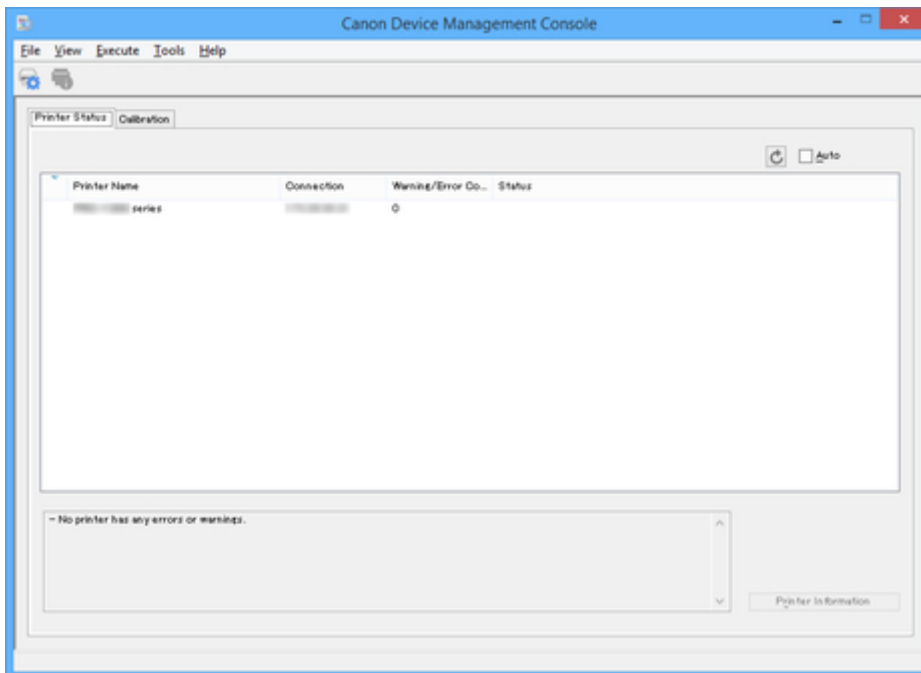 Canon Device Management Console
File View Execute Tools Help
Printer Status Calibration
Auto
Printer Name Connection Warning/Error Co... Status
series 0
- No printer has any errors or warnings.
Printer Information